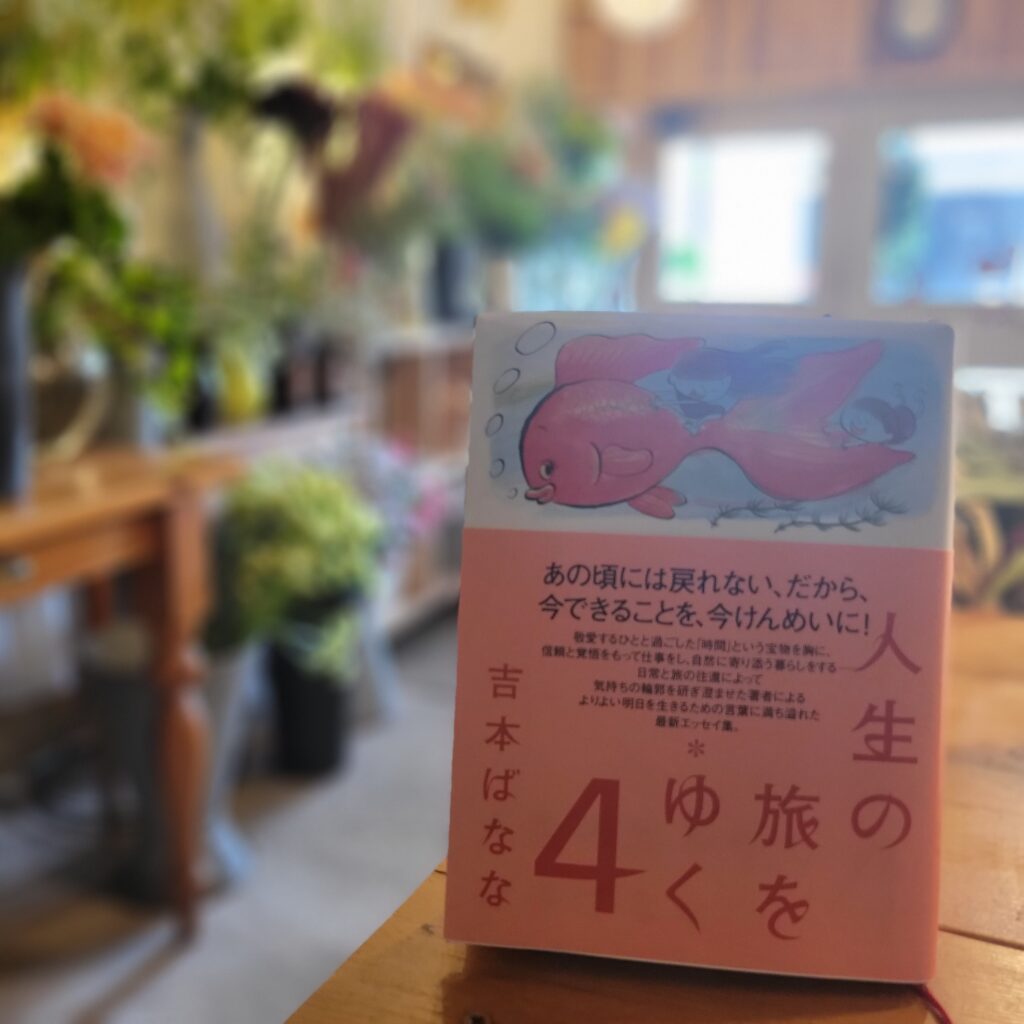 あの頃には戻れない、だから、
今できることを、今けんめいに!
敬愛するひとと過ごした「時間」という宝物を胸に、
信頼と覚悟をもって仕事をし、自然に寄り添う暮らしをする——
日常と旅の往還によって
気持ちの輪郭を研ぎ澄ませた著者による
よりよい明日を生きるための言葉に満ち溢れた
最新エッセイ集。
*
人生の
旅を
ゆく
4
吉本ばなな